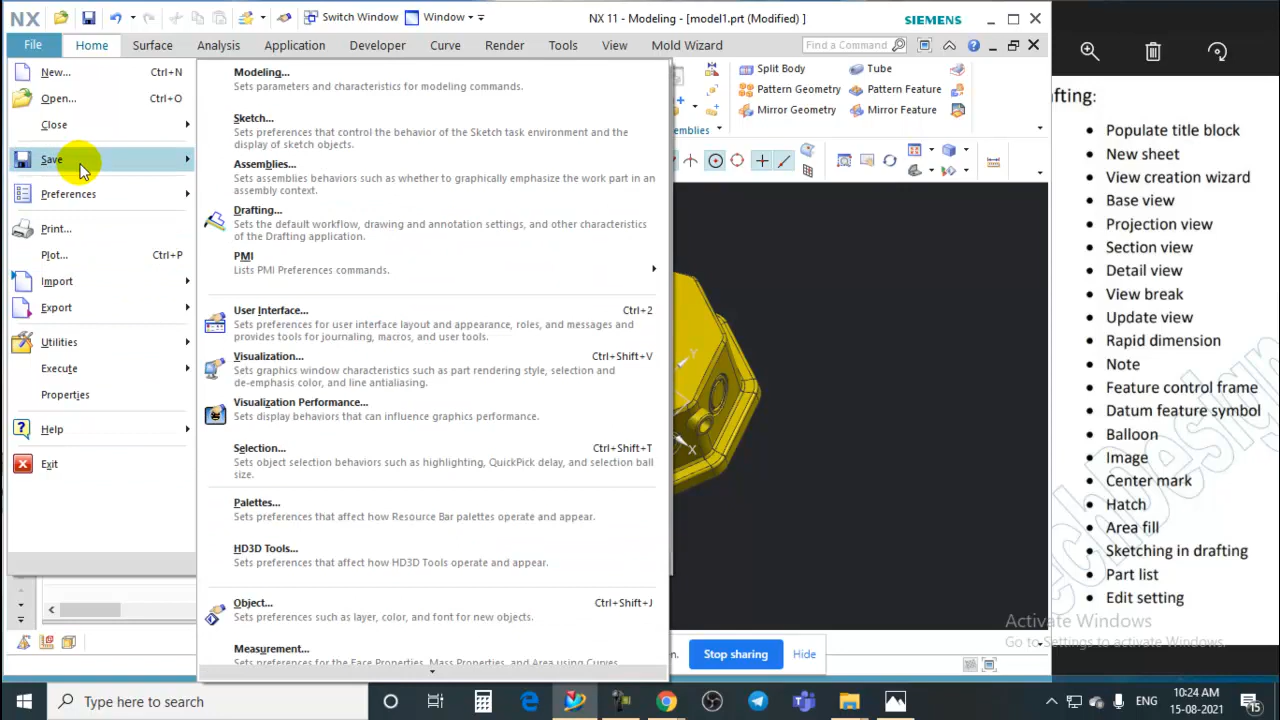 NX
Switch Window
Window
NX 11 - Modeling - [model1.prt (Modified) ]
SIEMENS
File
Home
Surface
Analysis
Application
Developer
Curve
Render
Tools
View
Mold Wizard
Find a Command
New... Ctrl+N
Open... Ctrl+O
Close
Save
Preferences
Print...
Plot... Ctrl+P
Import
Export
Utilities
Execute
Properties
Help
Exit
Modeling...
Sets parameters and characteristics for modeling commands.
Sketch...
Sets preferences that control the behavior of the Sketch task environment and the
display of sketch objects.
Assemblies...
Sets assemblies behaviors such as whether to graphically emphasize the work part in an
assembly context.
Drafting...
Sets the default workflow, drawing and annotation settings, and other characteristics
of the Drafting application.
PMI
Lists PMI Preferences commands.
User Interface... Ctrl+2
Sets preferences for user interface layout and appearance, roles, and messages and
provides tools for journaling, macros, and user tools.
Visualization... Ctrl+Shift+V
Sets graphics window characteristics such as part rendering style, selection and
de-emphasis color, and line antialiasing.
Visualization Performance...
Sets display behaviors that can influence graphics performance.
Selection... Ctrl+Shift+T
Sets object selection behaviors such as highlighting, QuickPick delay, and selection ball
size.
Palettes...
Sets preferences that affect how Resource Bar palettes operate and appear.
HD3D Tools...
Sets preferences that affect how HD3D Tools operate and appear.
Object... Ctrl+Shift+J
Sets preferences such as layer, color, and font for new objects.
Measurement...
Sets preferences for the Face Properties, Mass Properties, and Area using Curves
Split Body
Tube
Pattern Geometry
Pattern Feature
Mirror Geometry
Mirror Feature
emblies
Y
X
n.
Stop sharing
Hide
fting:
• Populate title block
• New sheet
• View creation wizard
• Base view
• Projection view
• Section view
• Detail view
• View break
• Update view
• Rapid dimension
• Note
• Feature control frame
• Datum feature symbol
• Balloon
• Image
• Center mark
• Hatch
• Area fill
• Sketching in drafting
• Part list
• Edit setting
echDesign
Activate Windows
Go to Settings to activate Windows.
Type here to search
ENG
10:24 AM
15-08-2021
15